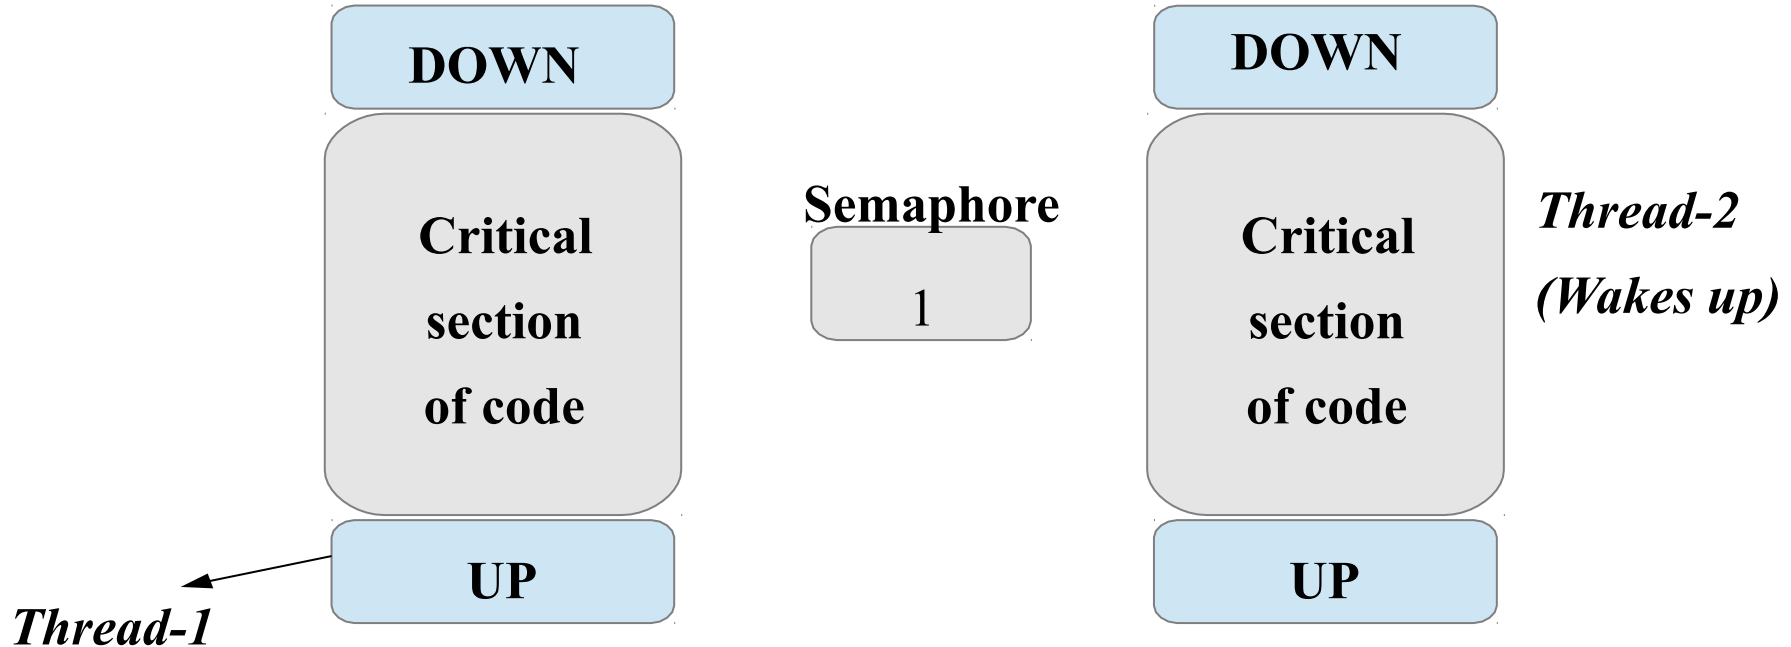 DOWN
Critical
section
of code
UP
Thread-1
Semaphore
1
DOWN
Critical
section
of code
UP
Thread-2
(Wakes up)